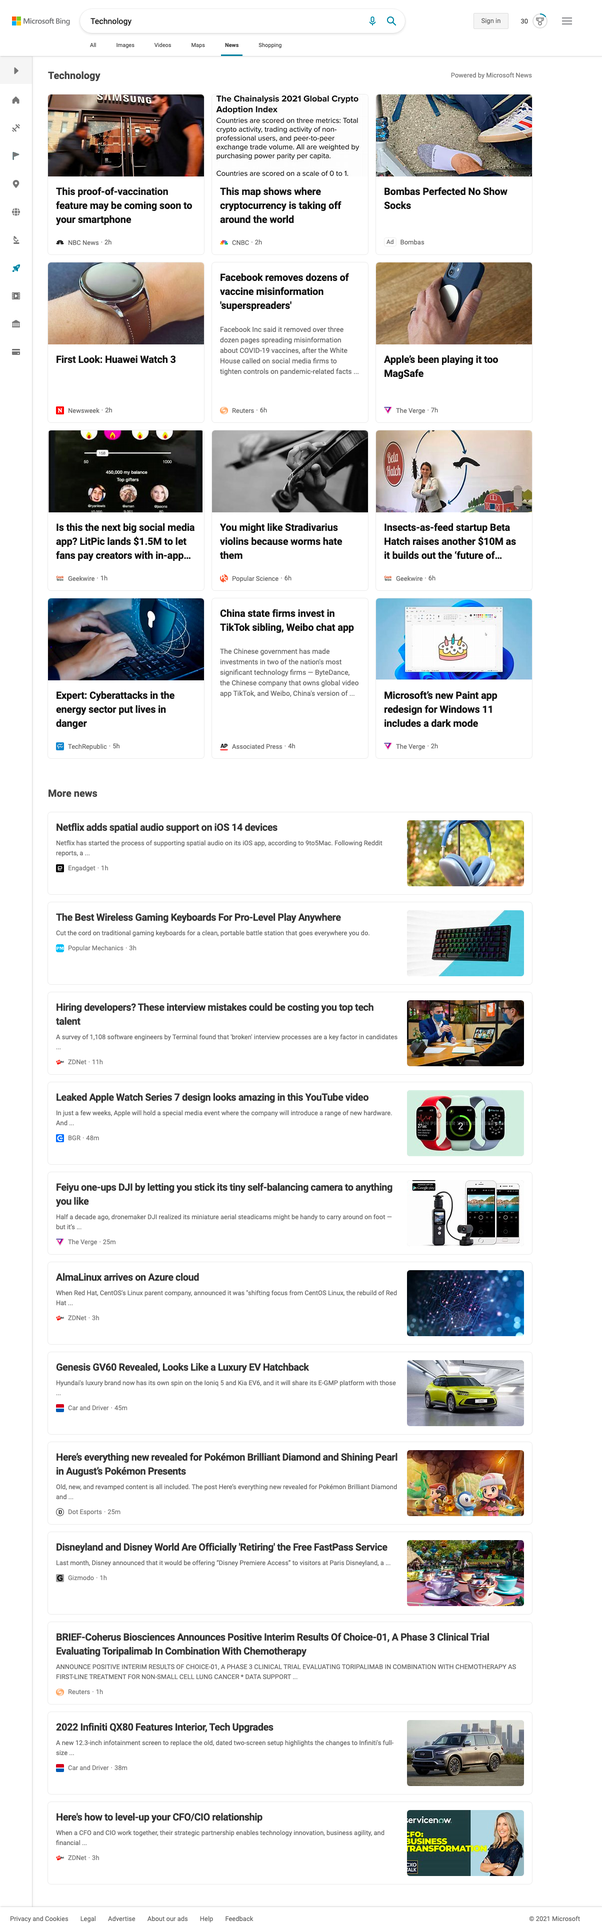 Microsoft Bing
Technology
Sign in
30
All
Images
Videos
Maps
News
Shopping
Technology
Powered by Microsoft News
SAMSUNG
This proof-of-vaccination
feature may be coming soon to
your smartphone
NBC News · 2h
The Chainalysis 2021 Global Crypto
Adoption Index
Countries are scored on three metrics: Total
crypto activity, trading activity of non-
professional users, and peer-to-peer
exchange trade volume. All are weighted by
purchasing power parity per capita.
Countries are scored on a scale of 0 to 1.
This map shows where
cryptocurrency is taking off
around the world
CNBC · 2h
Bombas Perfected No Show
Socks
Ad Bombas
First Look: Huawei Watch 3
Newsweek · 2h
Facebook removes dozens of
vaccine misinformation
'superspreaders'
Facebook Inc said it removed over three
dozen pages spreading misinformation
about COVID-19 vaccines, after the White
House called on social media firms to
tighten controls on pandemic-related facts ...
Reuters · 6h
Apple's been playing it too
MagSafe
The Verge · 7h
1000
450,000 my balance
Top gifters
Is this the next big social media
app? LitPic lands $1.5M to let
fans pay creators with in-app...
Geekwire · 1h
You might like Stradivarius
violins because worms hate
them
Popular Science · 6h
Beta
Hatch
Insects-as-feed startup Beta
Hatch raises another $10M as
it builds out the 'future of...
Geekwire · 6h
Expert: Cyberattacks in the
energy sector put lives in
danger
TechRepublic · 5h
China state firms invest in
TikTok sibling, Weibo chat app
The Chinese government has made
investments in two of the nation's most
significant technology firms — ByteDance,
the Chinese company that owns global video
app TikTok, and Weibo, China's version of ...
AP Associated Press · 4h
Microsoft's new Paint app
redesign for Windows 11
includes a dark mode
The Verge · 2h
More news
Netflix adds spatial audio support on iOS 14 devices
Netflix has started the process of supporting spatial audio on its iOS app, according to 9to5Mac. Following Reddit
reports, a ...
Engadget · 1h
The Best Wireless Gaming Keyboards For Pro-Level Play Anywhere
Cut the cord on traditional gaming keyboards for a clean, portable battle station that goes everywhere you do.
Popular Mechanics · 3h
Hiring developers? These interview mistakes could be costing you top tech
talent
A survey of 1,108 software engineers by Terminal found that 'broken' interview processes are a key factor in candidates
...
ZDNet · 11h
Leaked Apple Watch Series 7 design looks amazing in this YouTube video
In just a few weeks, Apple will hold a special media event where the company will introduce a range of new hardware.
And ...
BGR · 48m
Feiyu one-ups DJI by letting you stick its tiny self-balancing camera to anything
you like
Half a decade ago, dronemaker DJI realized its miniature aerial steadicams might be handy to carry around on foot —
but it's ...
The Verge · 25m
AlmaLinux arrives on Azure cloud
When Red Hat, CentOS's Linux parent company, announced it was "shifting focus from CentOS Linux, the rebuild of Red
Hat ...
ZDNet · 3h
Genesis GV60 Revealed, Looks Like a Luxury EV Hatchback
Hyundai's luxury brand now has its own spin on the Ioniq 5 and Kia EV6, and it will share its E-GMP platform with those
...
Car and Driver · 45m
Here's everything new revealed for Pokémon Brilliant Diamond and Shining Pearl
in August's Pokémon Presents
Old, new, and revamped content is all included. The post Here's everything new revealed for Pokémon Brilliant Diamond
and ...
Dot Esports · 25m
Disneyland and Disney World Are Officially 'Retiring' the Free FastPass Service
Last month, Disney announced that it would be offering "Disney Premiere Access" to visitors at Paris Disneyland, a ...
Gizmodo · 1h
BRIEF-Coherus Biosciences Announces Positive Interim Results Of Choice-01, A Phase 3 Clinical Trial
Evaluating Toripalimab In Combination With Chemotherapy
ANNOUNCE POSITIVE INTERIM RESULTS OF CHOICE-01, A PHASE 3 CLINICAL TRIAL EVALUATING TORIPALIMAB IN COMBINATION WITH CHEMOTHERAPY AS
FIRST-LINE TREATMENT FOR NON-SMALL CELL LUNG CANCER * DATA SUPPORT ...
Reuters · 1h
2022 Infiniti QX80 Features Interior, Tech Upgrades
A new 12.3-inch infotainment screen to replace the old, dated two-screen setup highlights the changes to Infiniti's full-
size ...
Car and Driver · 38m
Here's how to level-up your CFO/CIO relationship
When a CFO and CIO work together, their strategic partnership enables technology innovation, business agility, and
financial ...
ZDNet · 3h
servicenow
CFO:
BUSINESS
TRANSFORMATION
Privacy and Cookies
Legal
Advertise
About our ads
Help
Feedback
© 2021 Microsoft